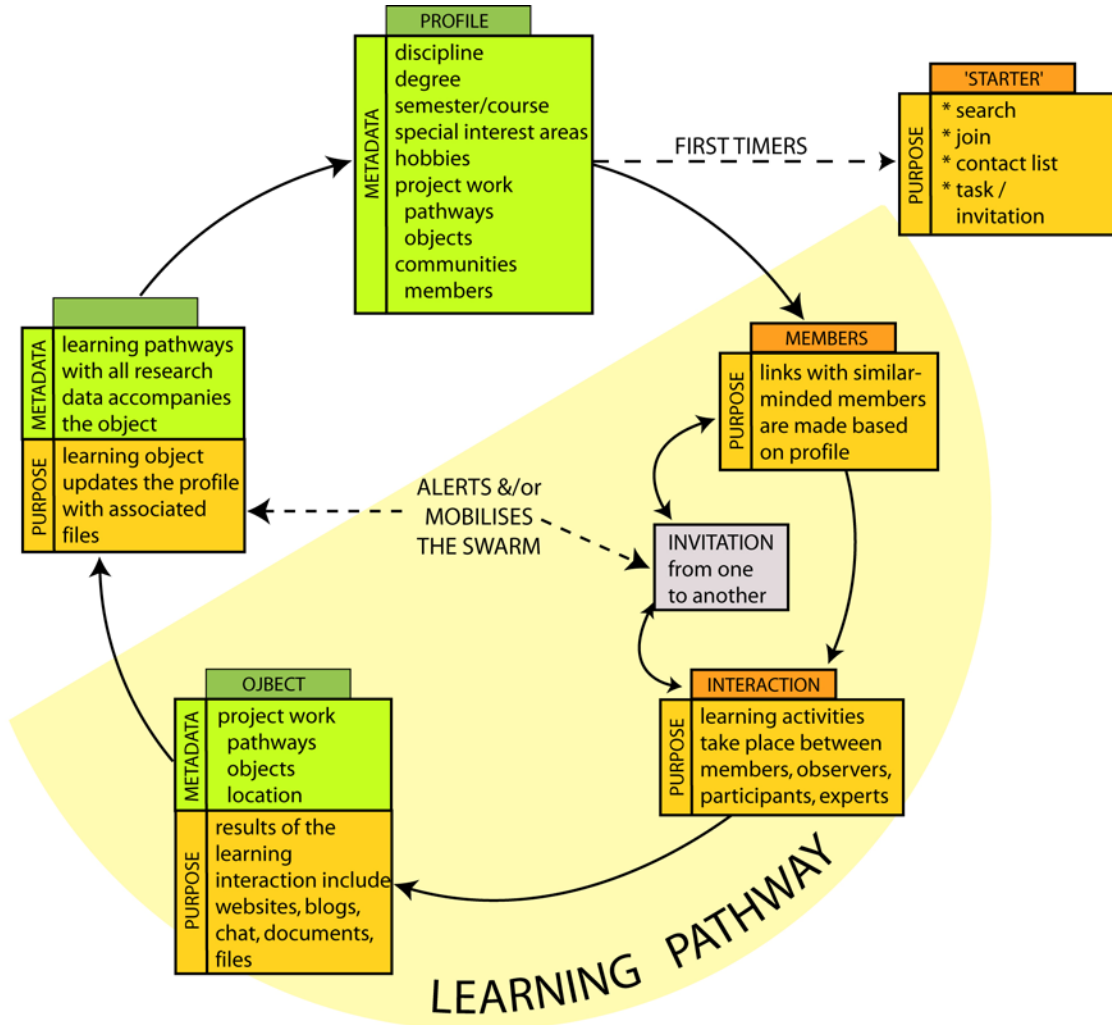 PROFILE
METADATA
discipline
degree
semester/course
special interest areas
hobbies
project work
pathways
objects
communities
members
FIRST TIMERS
'STARTER'
PURPOSE
* search
* join
* contact list
* task /
invitation
MEMBERS
PURPOSE
links with similar-
minded members
are made based
on profile
METADATA
learning pathways
with all research
data accompanies
the object
PURPOSE
learning object
updates the profile
with associated
files
ALERTS &/or
MOBILISES
THE SWARM
INVITATION
from one
to another
INTERACTION
PURPOSE
learning activities
take place between
members, observers,
participants, experts
OJBECT
METADATA
project work
pathways
objects
location
PURPOSE
results of the
learning
interaction include
websites, blogs,
chat, documents,
files
LEARNING PATHWAY